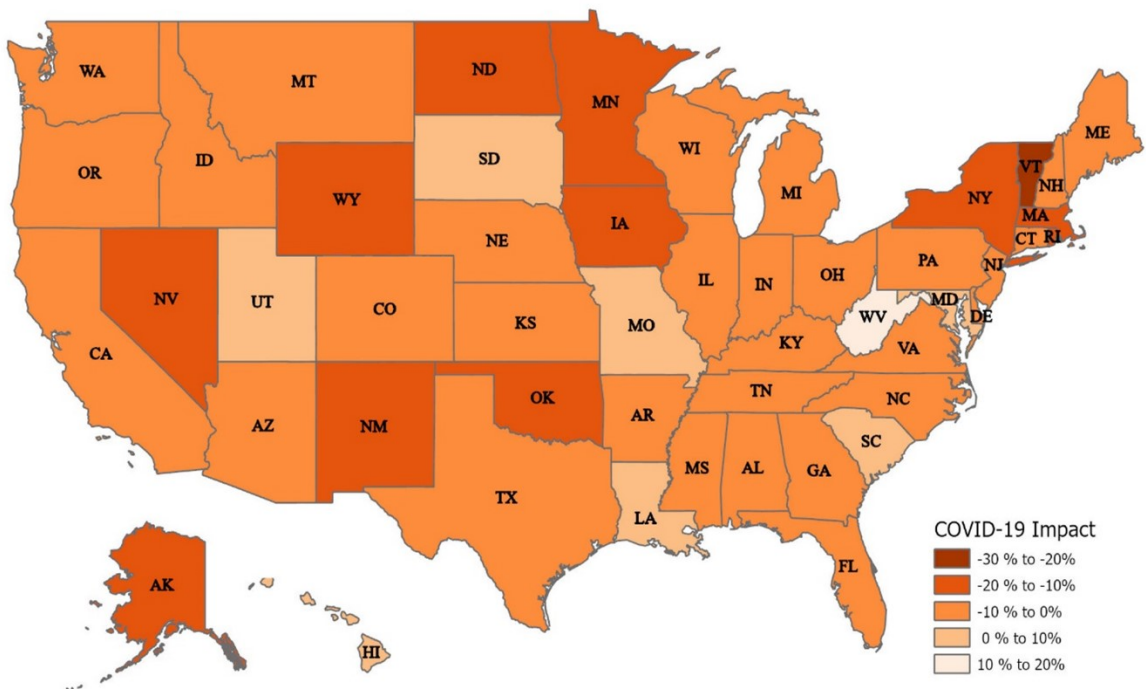 WA
MT
ND
MN
ME
OR
ID
SD
WI
VT
NH
WY
MI
NY
MA
CT
RI
NE
IA
PA
NJ
NV
UT
CO
IL
IN
OH
MD
DE
CA
KS
MO
WV
KY
VA
AZ
NM
OK
AR
TN
NC
SC
MS
AL
GA
TX
LA
FL
AK
HI
COVID-19 Impact
-30 % to -20%
-20 % to -10%
-10 % to 0%
0 % to 10%
10 % to 20%